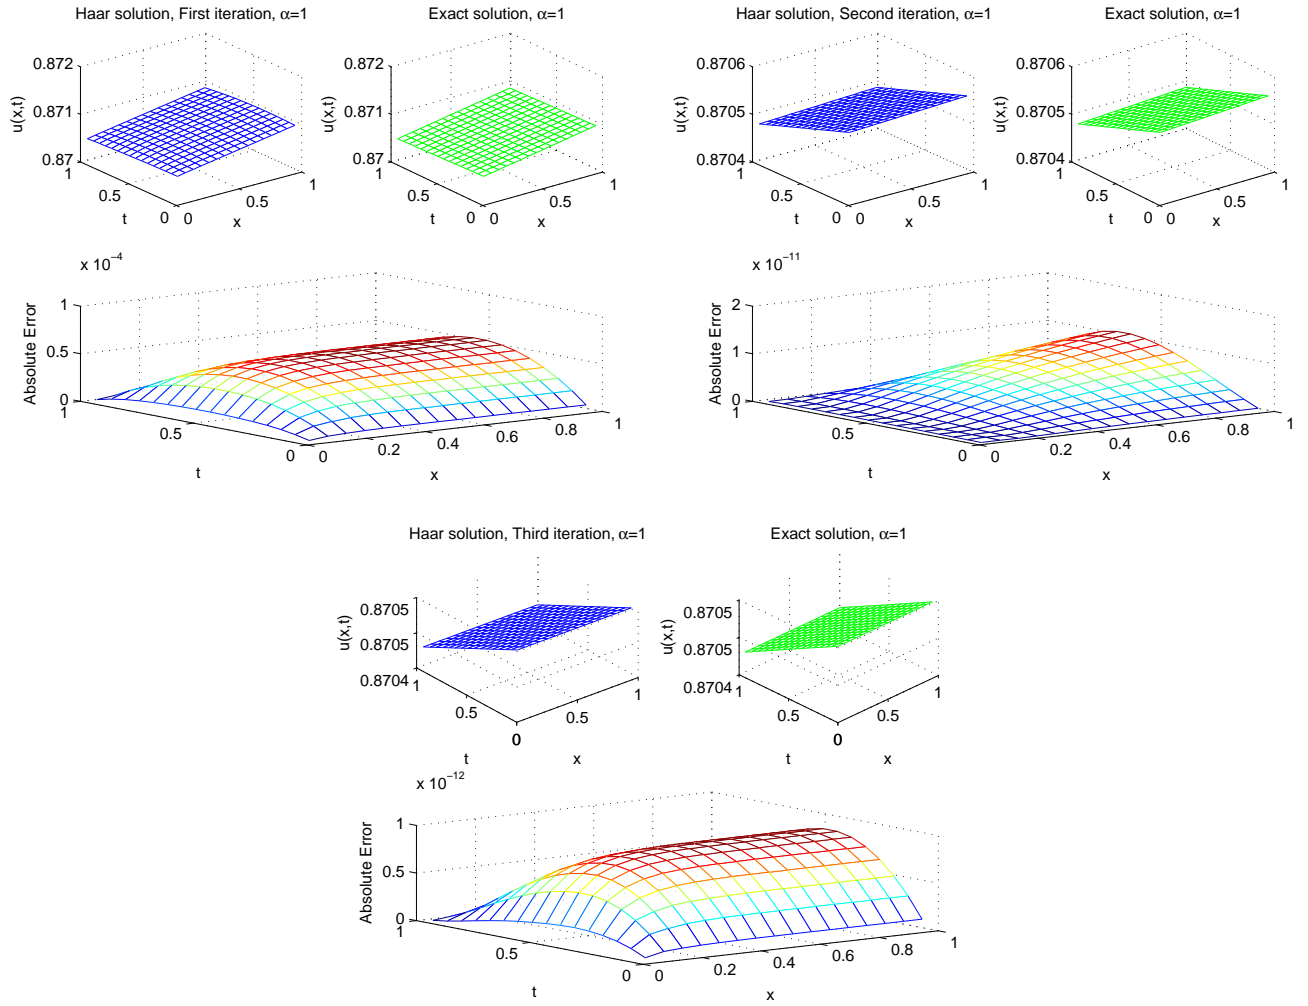 Haar solution, First iteration, α=1
Exact solution, α=1
Haar solution, Second iteration, α=1
Exact solution, α=1
0.872
0.871
0.87
u(x,t)
1
0.5
0
t
0
0.5
1
x
0.872
0.871
0.87
u(x,t)
1
0.5
0
t
0
0.5
1
x
0.8706
0.8705
0.8704
u(x,t)
1
0.5
0
t
0
0.5
1
x
0.8706
0.8705
0.8704
u(x,t)
1
0.5
0
t
0
0.5
1
x
x 10−4
1
0.5
0
Absolute Error
1
0.5
0
t
0
0.2
0.4
0.6
0.8
1
x
x 10−11
2
1
0
Absolute Error
1
0.5
0
t
0
0.2
0.4
0.6
0.8
1
x
Haar solution, Third iteration, α=1
Exact solution, α=1
0.8705
0.8705
0.8704
u(x,t)
1
0.5
0
t
0.5
1
x
0.8705
0.8705
0.8704
u(x,t)
1
0.5
0
t
0.5
1
x
x 10−12
1
0.5
0
Absolute Error
1
0.5
0
t
0
0.2
0.4
0.6
0.8
1
x